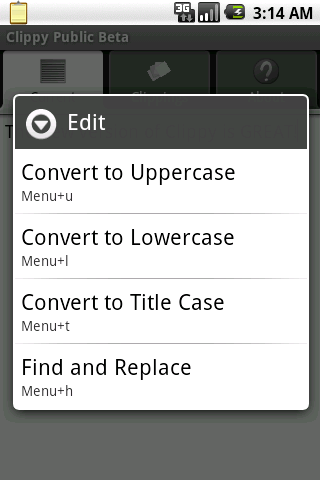 3G 3:14 AM
Clippy Public Beta
Edit
Convert to Uppercase
Menu+u
Convert to Lowercase
Menu+l
Convert to Title Case
Menu+t
Find and Replace
Menu+h